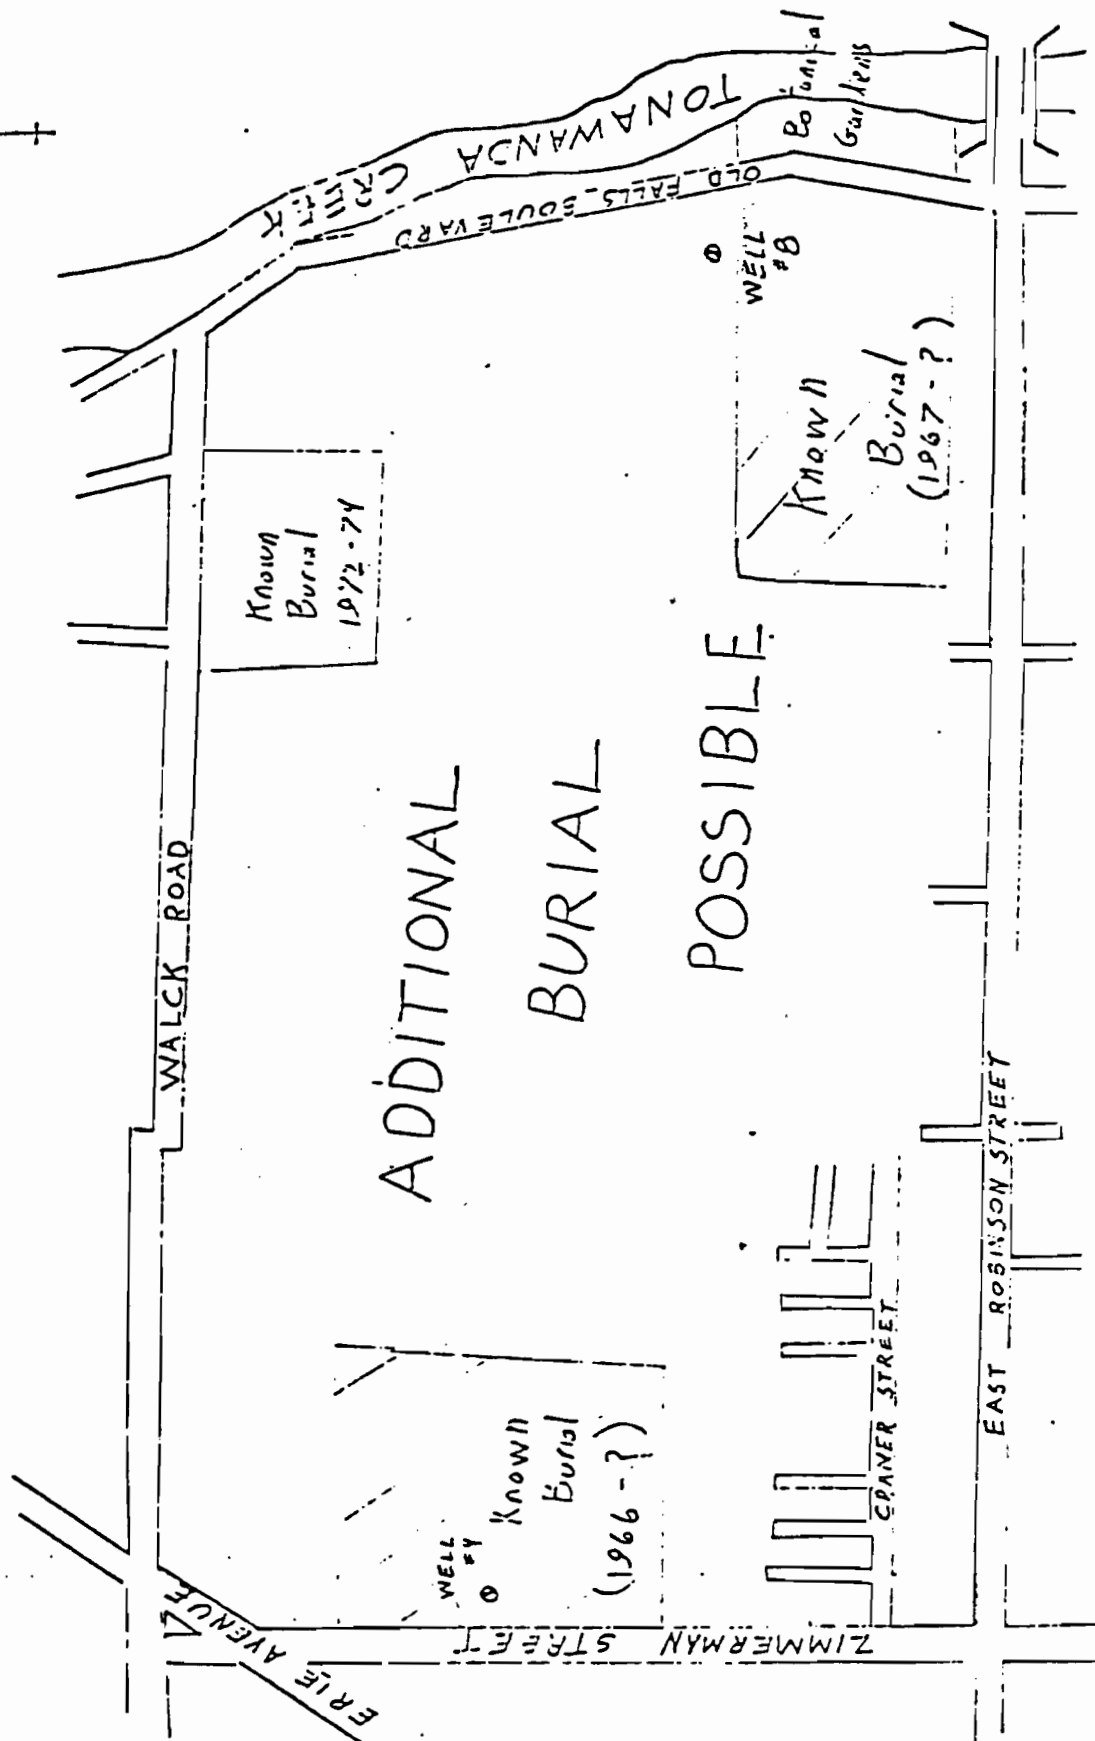 WALCK ROAD
ERIE AVENUE
ZIMMERMAN STREET
CRANER STREET
EAST ROBINSON STREET
OLD FALLS BOULEVARD
TONAWANDA
CREEK
Botanical
Gardens
Known
Burial
1972-74
ADDITIONAL
BURIAL
POSSIBLE
WELL
#4
Known
Burial
(1966-?)
WELL
#8
Known
Burial
(1967-?)